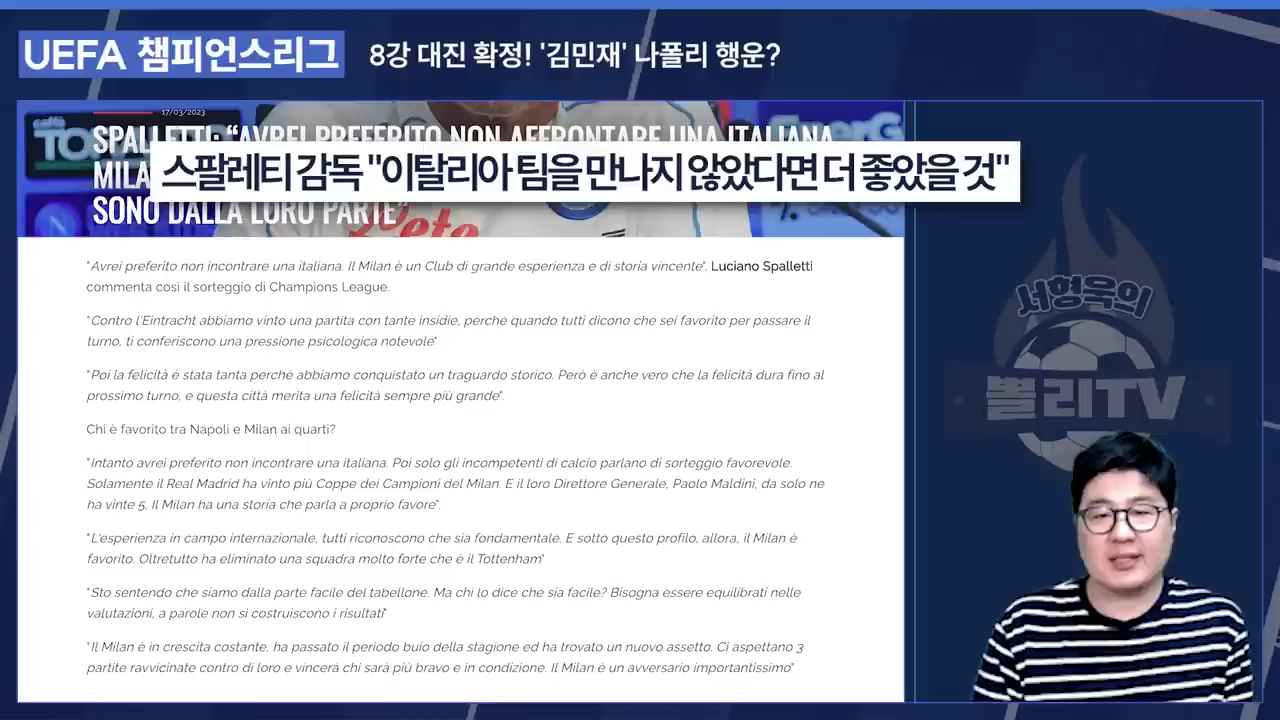 UEFA 챔피언스리그
8강 대진 확정! '김민재' 나폴리 행운?
17/03/2023
SPALLETTI: “AVREI PREFERITO NON AFFRONTARE UNA ITALIANA
MILA
스팔레티 감독 "이탈리아 팀을 만나지 않았다면 더 좋았을 것"
SONO DALLA LORO PARTE”
"Avrei preferito non incontrare una italiana. Il Milan è un Club di grande esperienza e di storia vincente". Luciano Spalletti
commenta così il sorteggio di Champions League.
"Contro l'Eintracht abbiamo vinto una partita con tante insidie, perchè quando tutti dicono che sei favorito per passare il
turno, ti conferiscono una pressione psicologica notevole"
"Poi la felicità è stata tanta perchè abbiamo conquistato un traguardo storico. Però è anche vero che la felicità dura fino al
prossimo turno, e questa città merita una felicità sempre più grande".
Chi è favorito tra Napoli e Milan ai quarti?
"Intanto avrei preferito non incontrare una italiana. Poi solo gli incompetenti di calcio parlano di sorteggio favorevole.
Solamente il Real Madrid ha vinto più Coppe dei Campioni del Milan. E il loro Direttore Generale, Paolo Maldini, da solo ne
ha vinte 5. Il Milan ha una storia che parla a proprio favore".
"L'esperienza in campo internazionale, tutti riconoscono che sia fondamentale. E sotto questo profilo, allora, il Milan è
favorito. Oltretutto ha eliminato una squadra molto forte che è il Tottenham"
"Sto sentendo che siamo dalla parte facile del tabellone. Ma chi lo dice che sia facile? Bisogna essere equilibrati nelle
valutazioni, a parole non si costruiscono i risultati"
"Il Milan è in crescita costante, ha passato il periodo buio della stagione ed ha trovato un nuovo assetto. Ci aspettano 3
partite ravvicinate contro di loro e vincerà chi sarà più bravo e in condizione. Il Milan è un avversario importantissimo"
서형욱의
뽈리TV